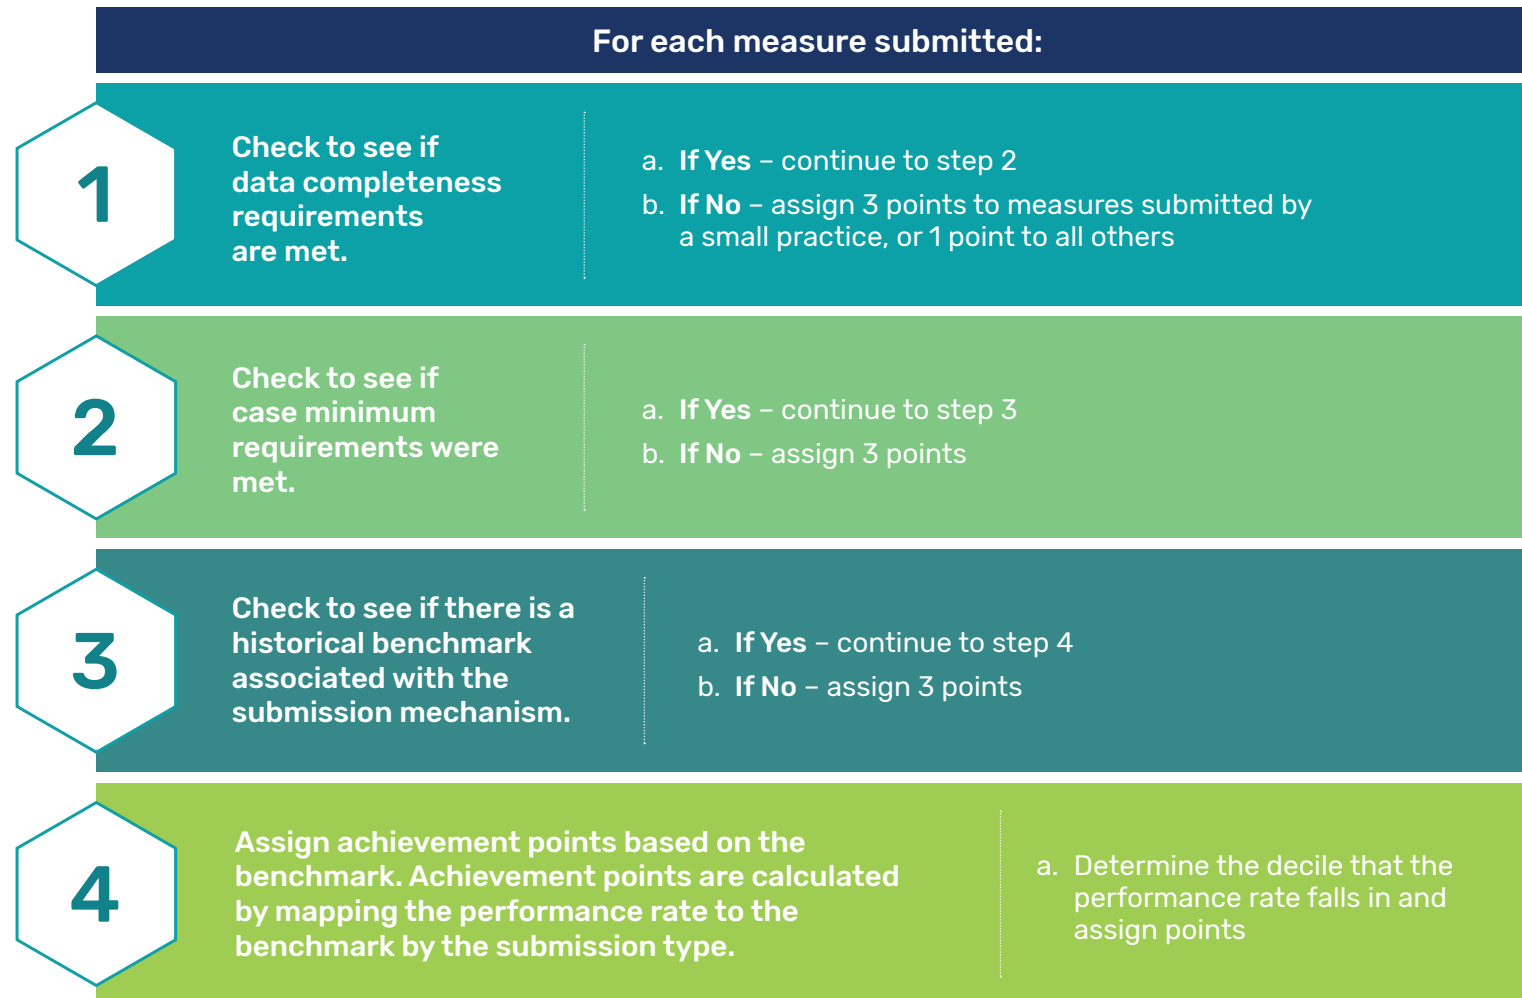 For each measure submitted:
1
Check to see if
data completeness
requirements
are met.
a. If Yes – continue to step 2
b. If No – assign 3 points to measures submitted by
a small practice, or 1 point to all others
2
Check to see if
case minimum
requirements were
met.
a. If Yes – continue to step 3
b. If No – assign 3 points
3
Check to see if there is a
historical benchmark
associated with the
submission mechanism.
a. If Yes – continue to step 4
b. If No – assign 3 points
4
Assign achievement points based on the
benchmark. Achievement points are calculated
by mapping the performance rate to the
benchmark by the submission type.
a. Determine the decile that the
performance rate falls in and
assign points